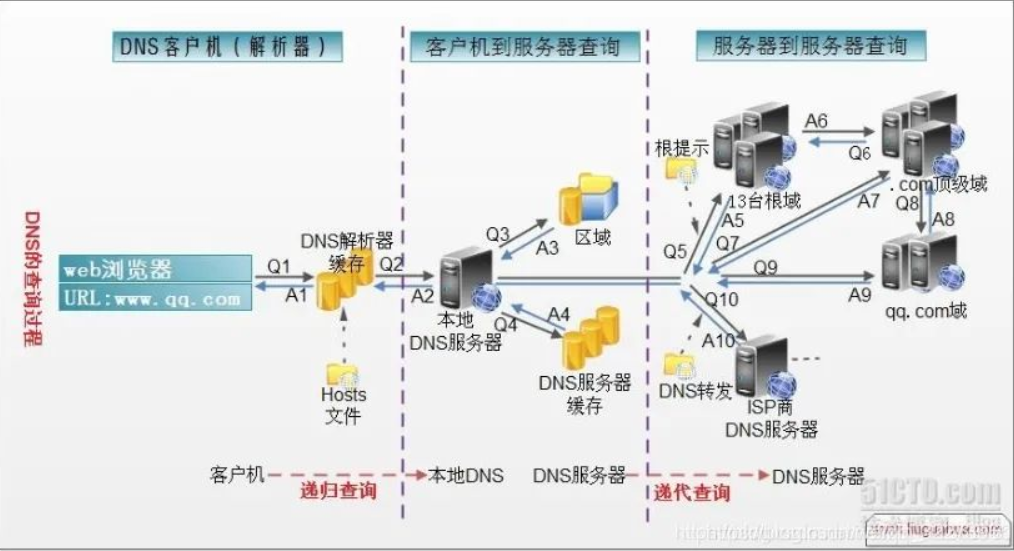 DNS客户机（解析器）
客户机到服务器查询
服务器到服务器查询
DNS的查询过程
web浏览器
URL:www.qq.com
Q1
A1
DNS解析器
缓存
Hosts
文件
Q2
A2
本地
DNS服务器
Q3
A3
区域
Q4
A4
DNS服务器
缓存
根提示
13台根域
A6
Q6
.com顶级域
Q5
A5
Q7
A7
Q8
A8
Q9
A9
qq.com域
Q10
A10
DNS转发
ISP商
DNS服务器
客户机
递归查询
本地DNS
DNS服务器
递代查询
DNS服务器
51CTO.com